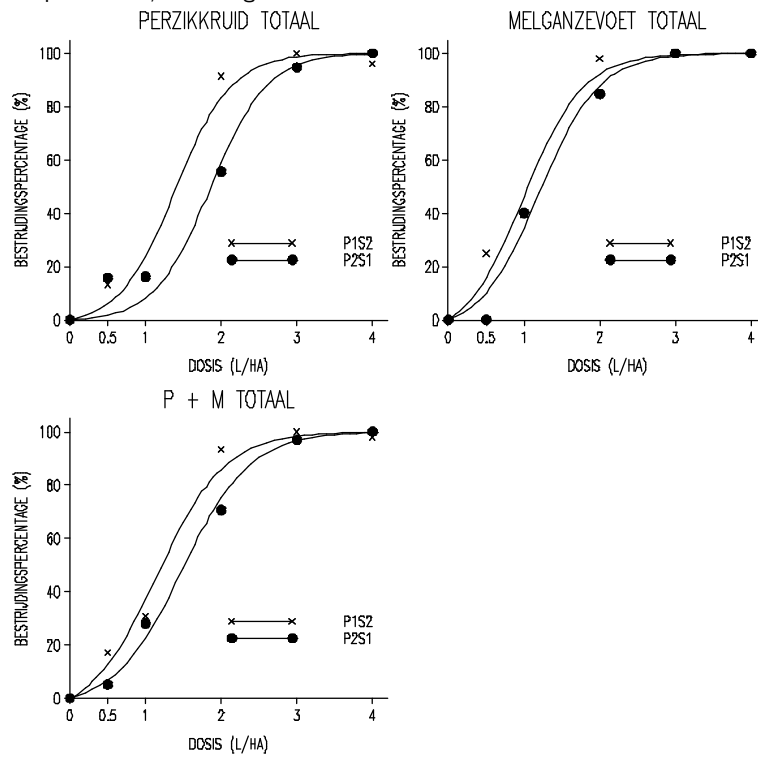 PERZIKKRUID TOTAAL
BESTRIJDINGSPERCENTAGE (%)
100
80
60
40
20
0
P1S2
P2S1
0 0.5 1 2 3 4
DOSIS (L/HA)
MELGANZEVOET TOTAAL
BESTRIJDINGSPERCENTAGE (%)
100
80
60
40
20
0
P1S2
P2S1
0 0.5 1 2 3 4
DOSIS (L/HA)
P + M TOTAAL
BESTRIJDINGSPERCENTAGE (%)
100
80
60
40
20
0
P1S2
P2S1
0 0.5 1 2 3 4
DOSIS (L/HA)